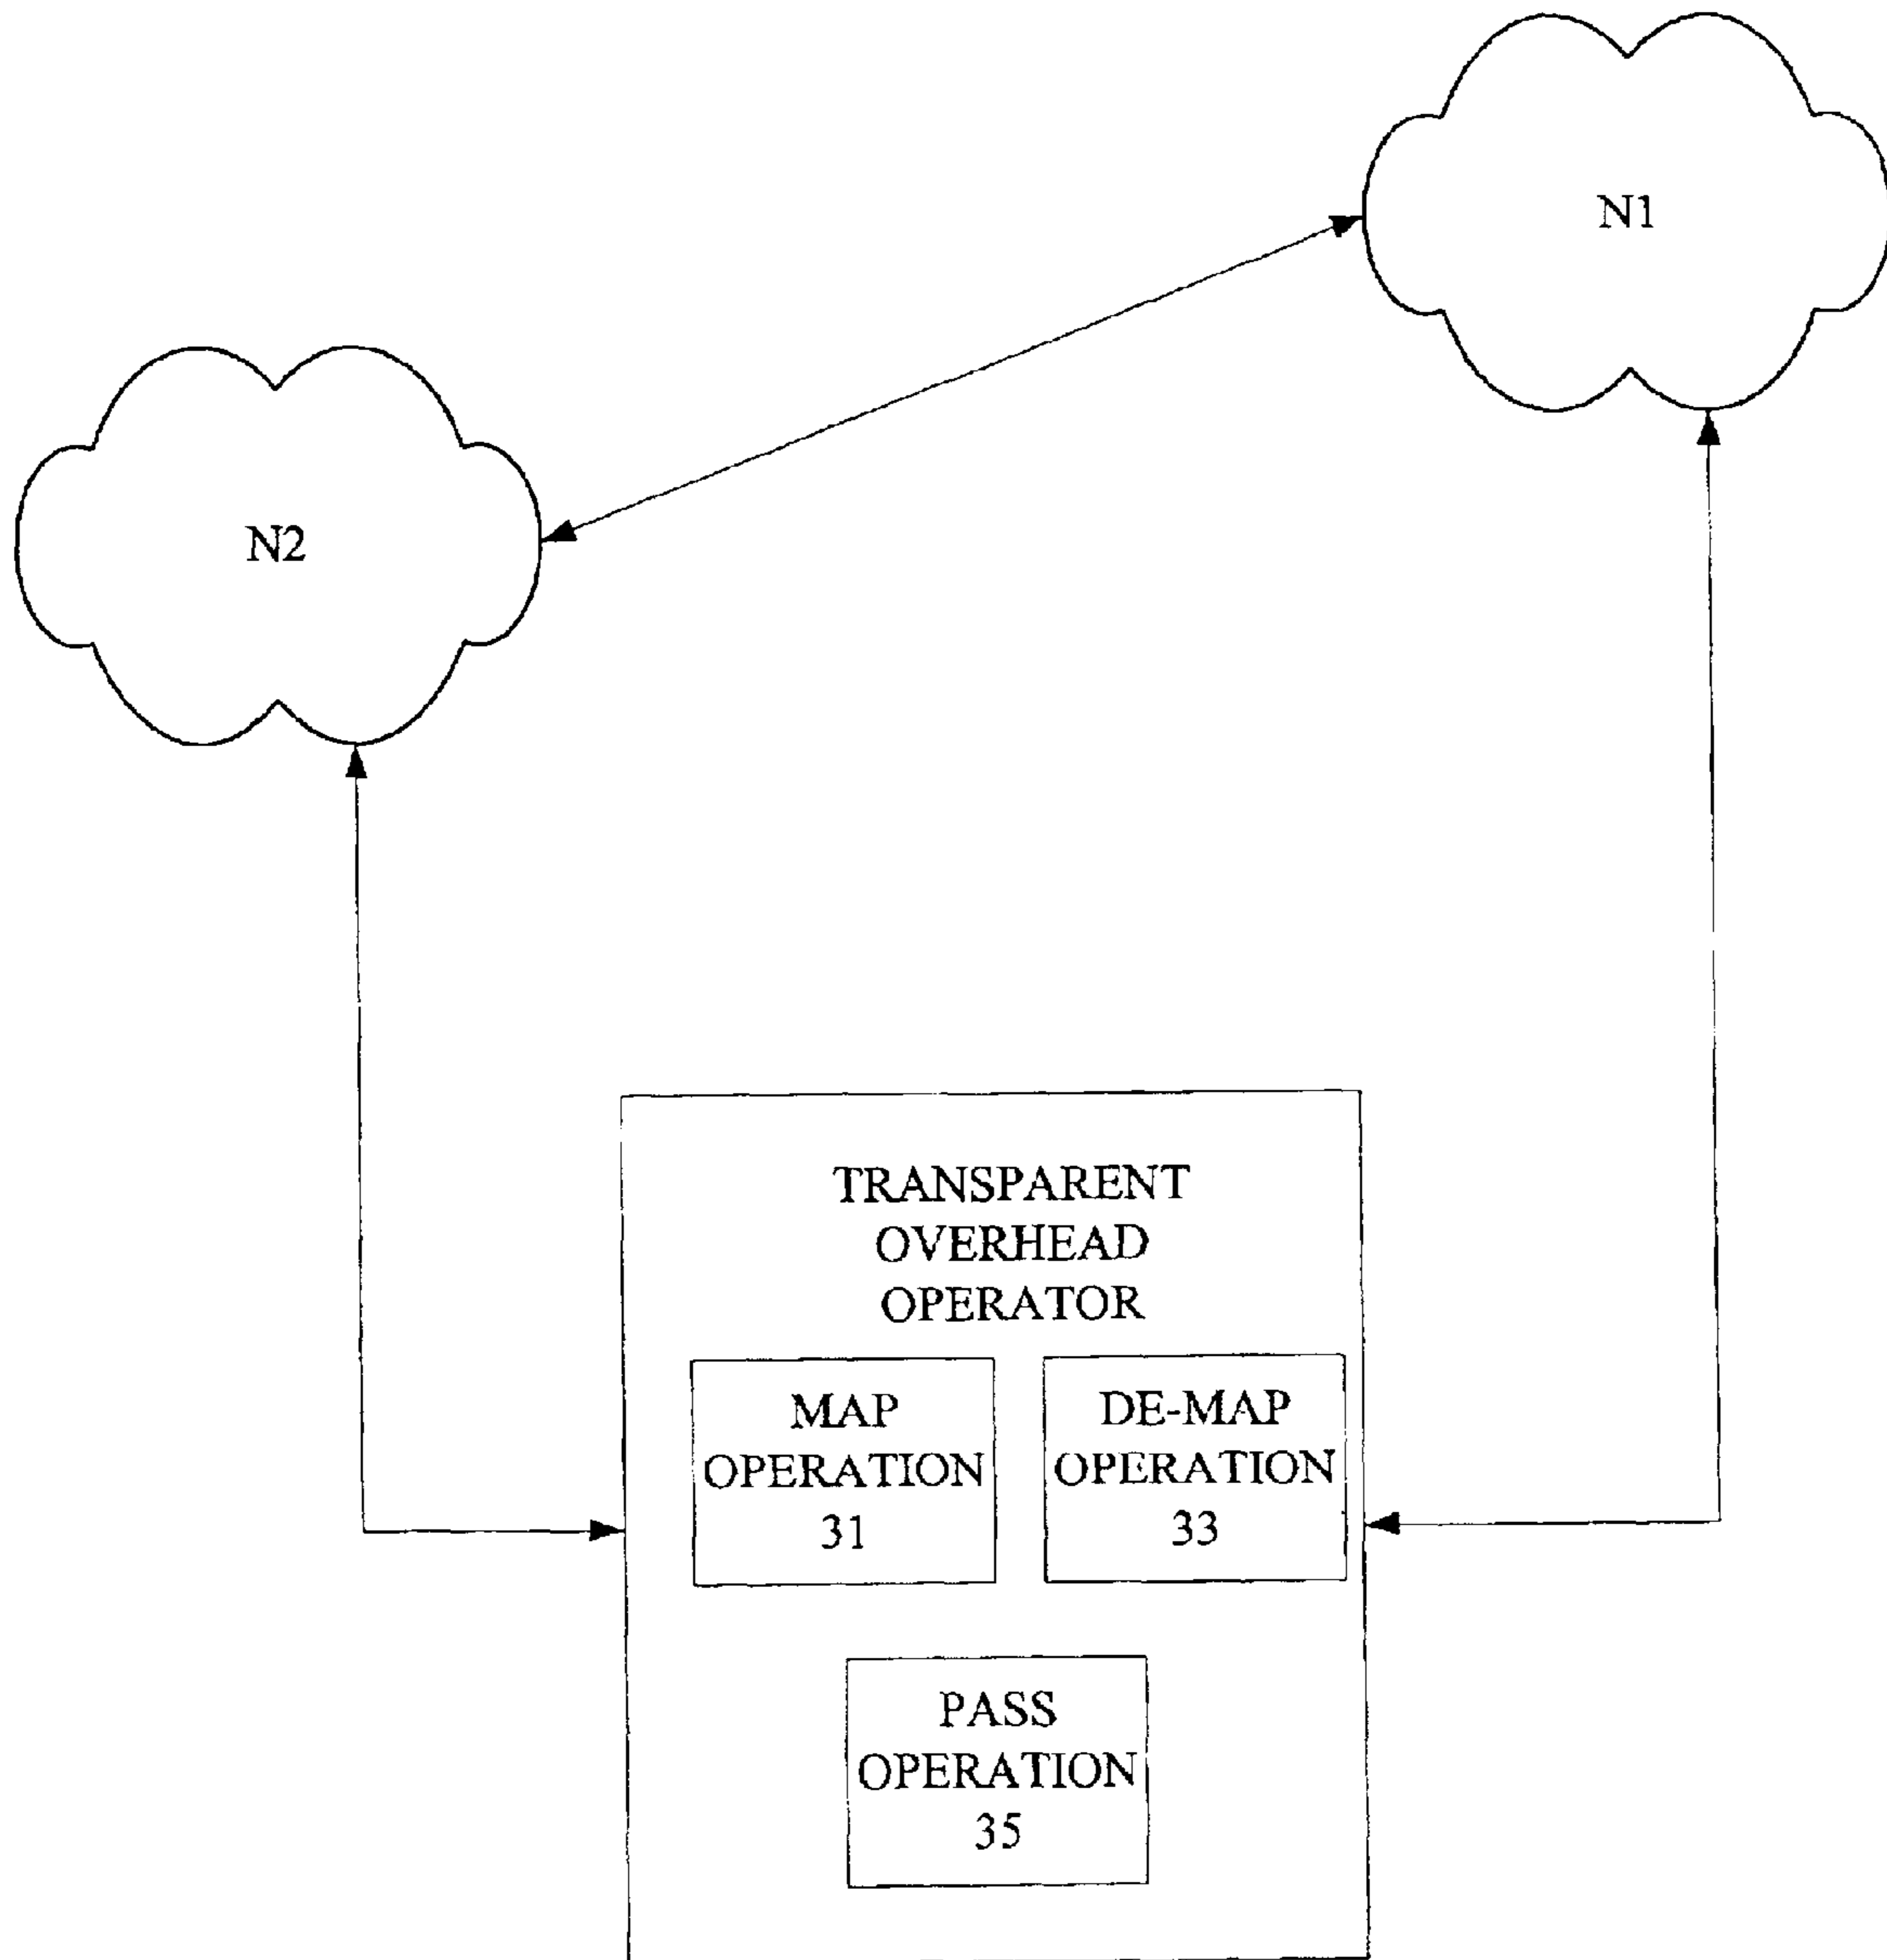 N1
N2
TRANSPARENT
OVERHEAD
OPERATOR
MAP
OPERATION
31
DE-MAP
OPERATION
33
PASS
OPERATION
35